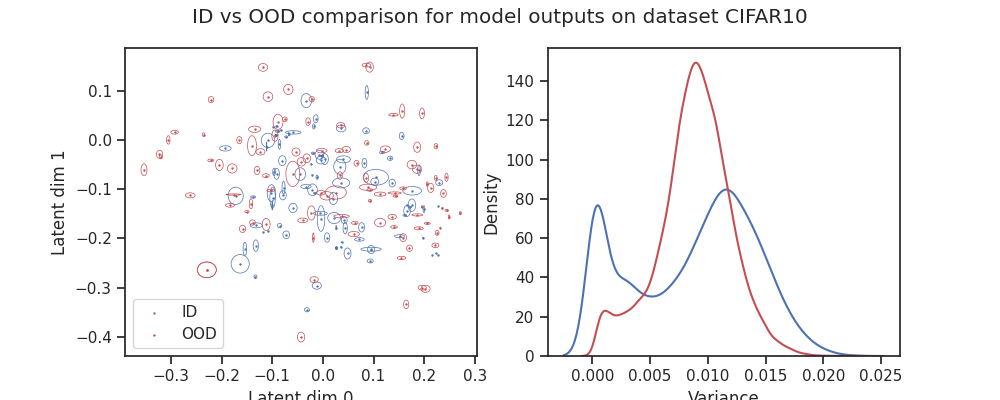 ID vs OOD comparison for model outputs on dataset CIFAR10
Latent dim 1
0.1
0.0
−0.1
−0.2
−0.3
−0.4
ID
OOD
−0.3 −0.2 −0.1 0.0 0.1 0.2 0.3
Latent dim 0
Density
140
120
100
80
60
40
20
0
0.000 0.005 0.010 0.015 0.020 0.025
Variance